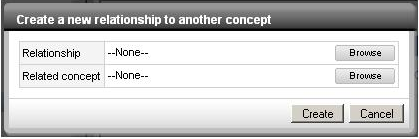 Create a new relationship to another concept
Relationship --None-- Browse
Related concept --None-- Browse
Create Cancel